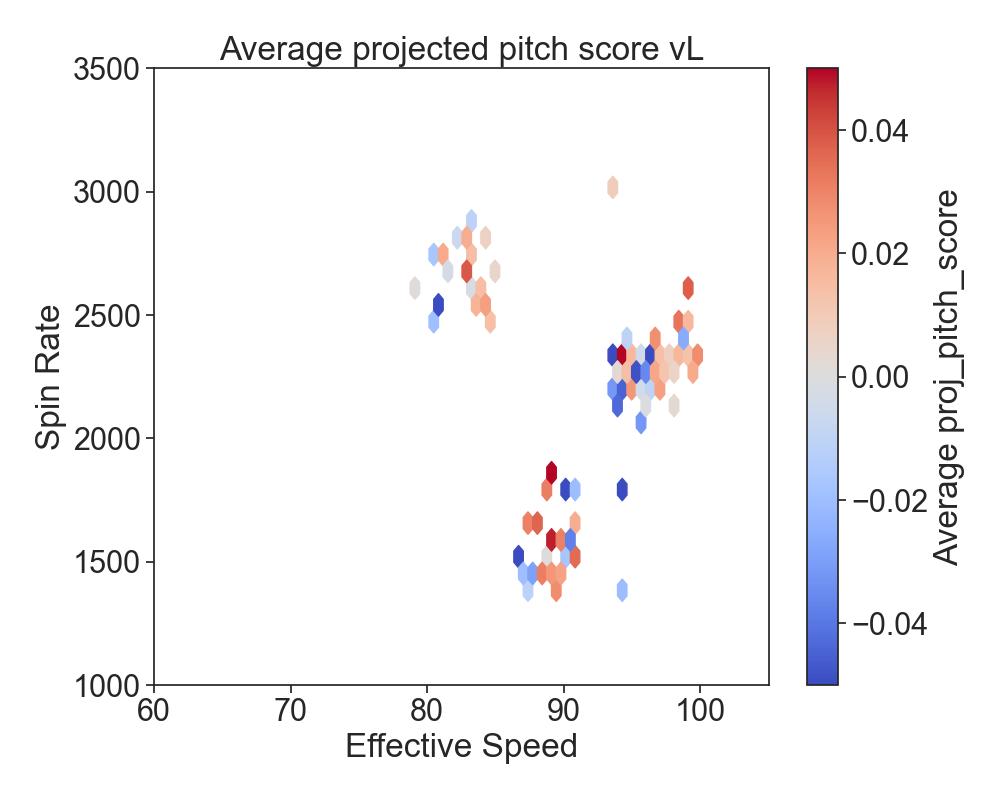 Average projected pitch score vL
3500
3000
2500
2000
1500
1000
Spin Rate
60 70 80 90 100
Effective Speed
0.04
0.02
0.00
−0.02
−0.04
Average proj_pitch_score